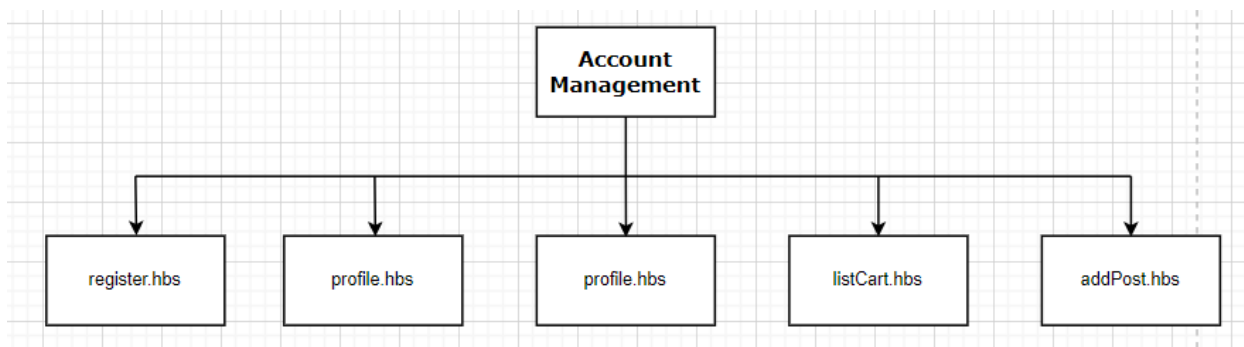 Account
Management
register.hbs
profile.hbs
profile.hbs
listCart.hbs
addPost.hbs